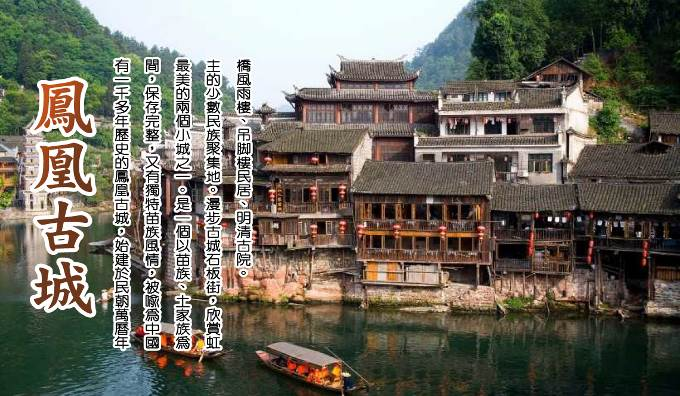 鳳凰古城
有一千多年歷史的鳳凰古城，始建於民朝萬曆年
間，保存完整，又有獨特苗族風情，被喻爲中國
最美的兩個小城之一。是一個以苗族、土家族爲
主的少數民族聚集地。漫步古城石板街，欣賞虹
橋風雨樓、吊脚樓民居、明清古院。